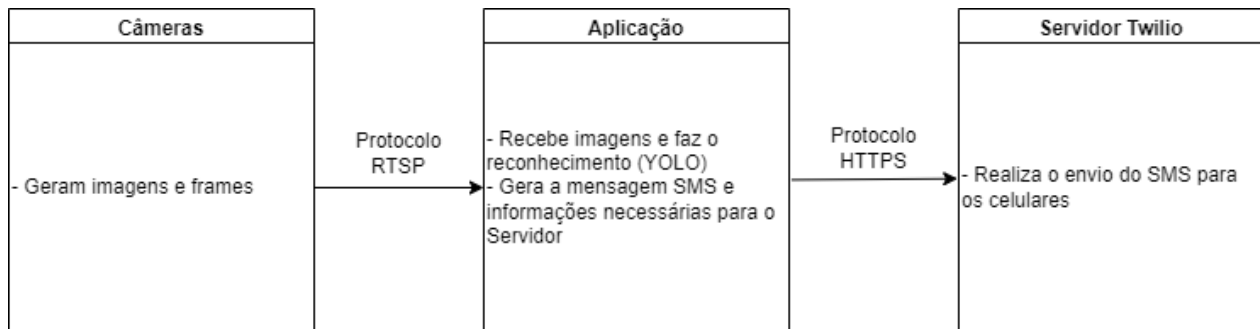 Câmeras
- Geram imagens e frames
Protocolo
RTSP
Aplicação
- Recebe imagens e faz o
reconhecimento (YOLO)
- Gera a mensagem SMS e
informações necessárias para o
Servidor
Protocolo
HTTPS
Servidor Twilio
- Realiza o envio do SMS para
os celulares